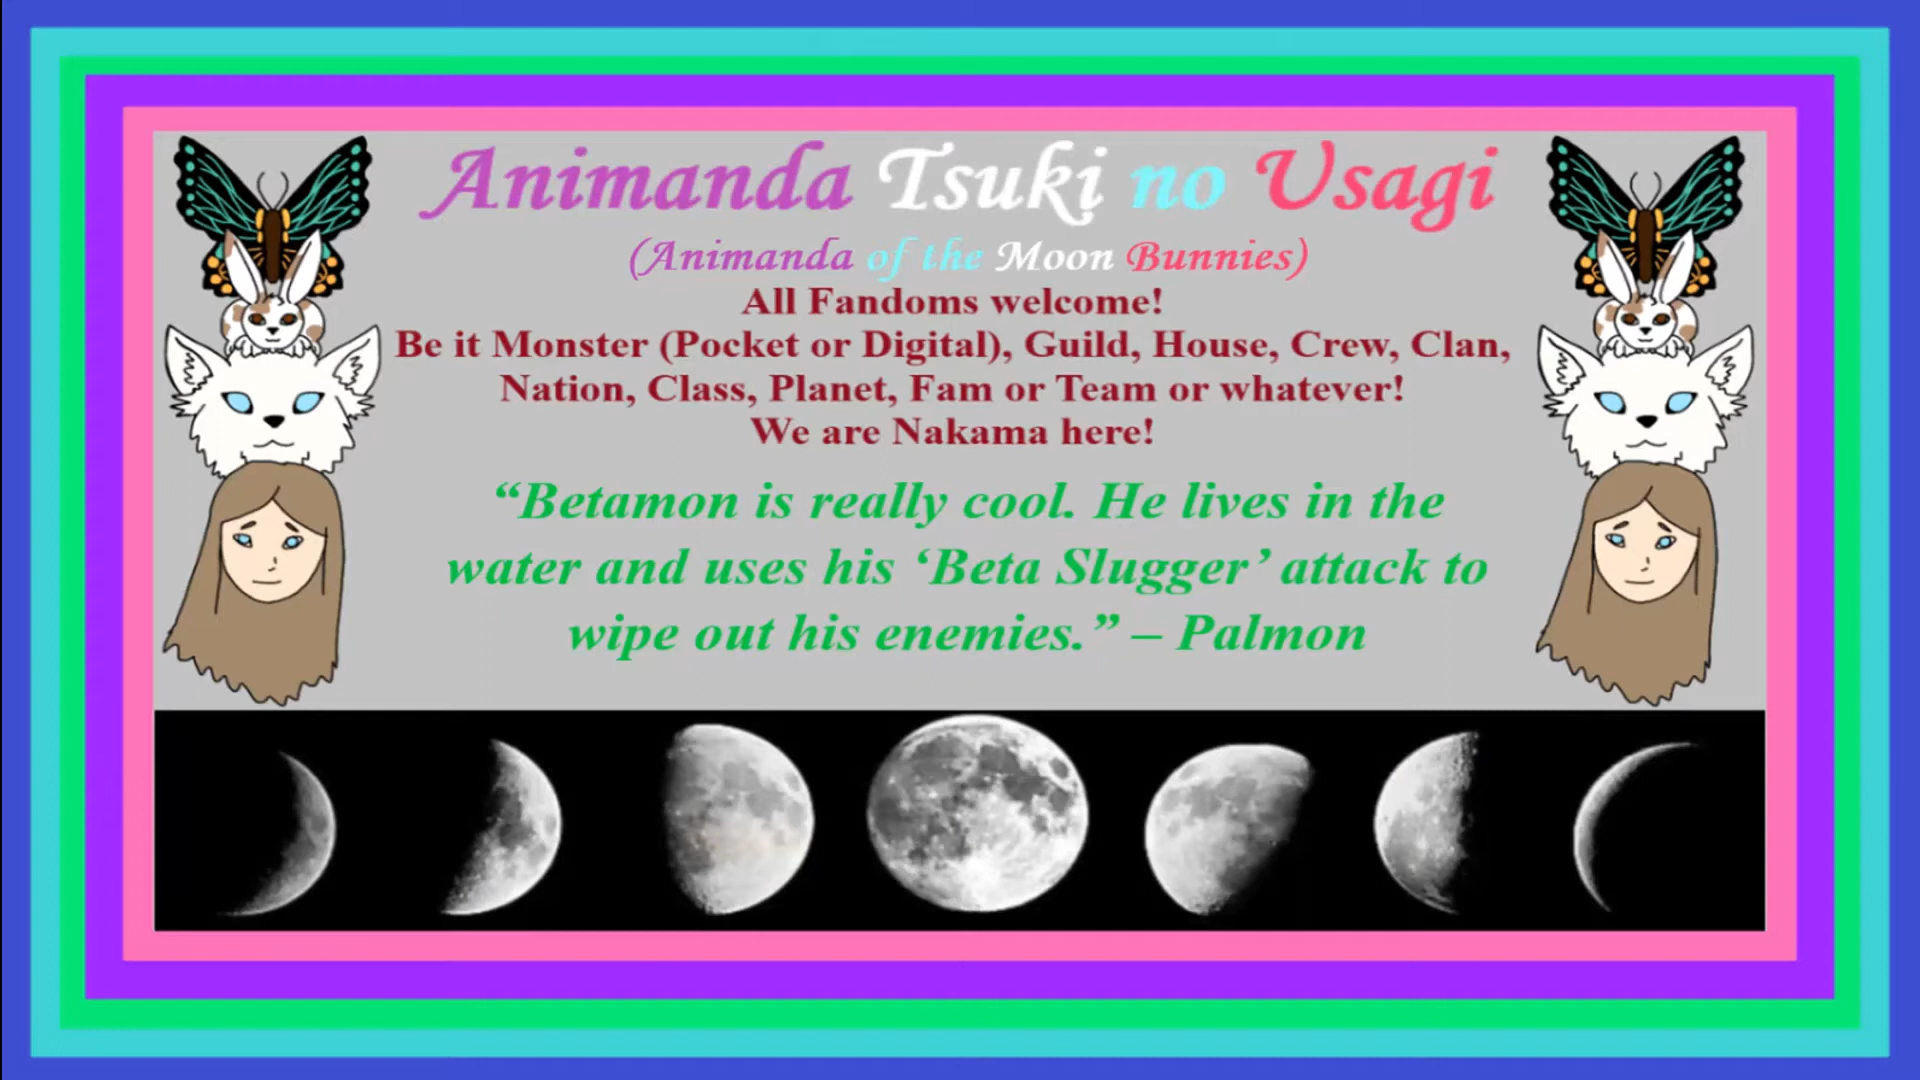 Animanda Tsuki no Usagi
(Animanda of the Moon Bunnies)
All Fandoms welcome!
Be it Monster (Pocket or Digital), Guild, House, Crew, Clan,
Nation, Class, Planet, Fam or Team or whatever!
We are Nakama here!
“Betamon is really cool. He lives in the
water and uses his ‘Beta Slugger’ attack to
wipe out his enemies.” – Palmon